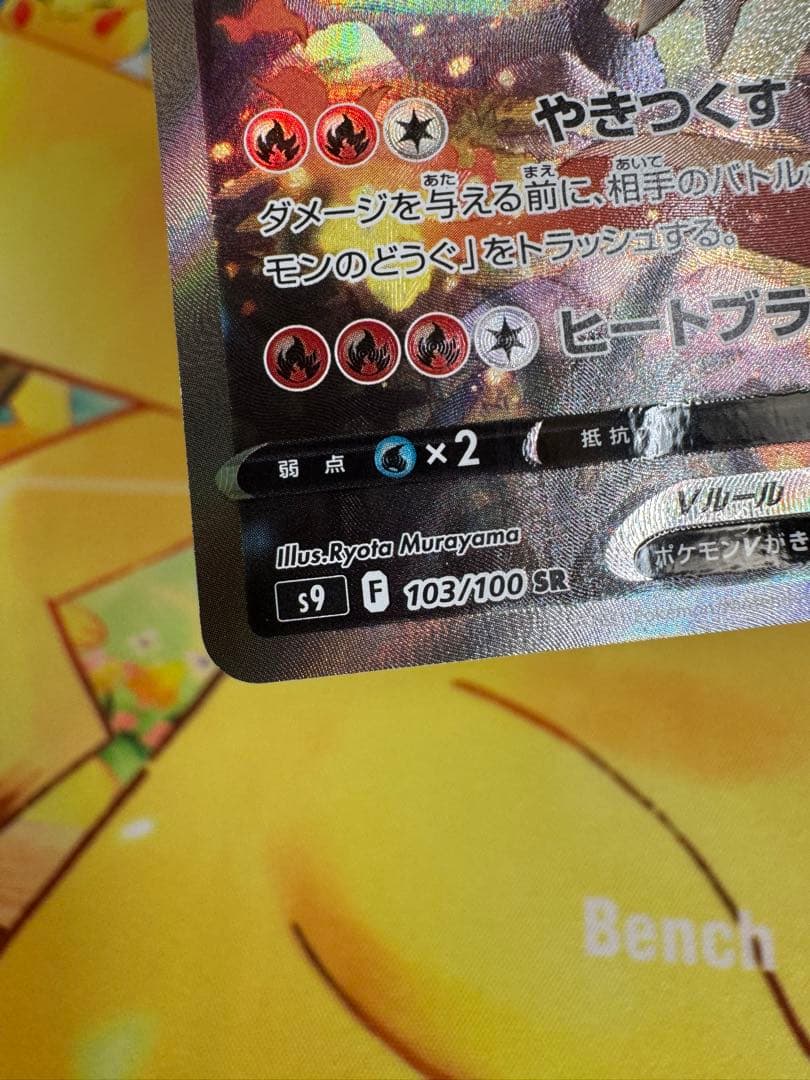 やきつくす
ダメージを与える前に、相手のバトル
モンのどうぐ」をトラッシュする。
ヒートブラ
弱点 ×2 抵抗
Vルール
Illus.Ryota Murayama
ポケモンVがき
s9 F 103/100 SR
Bench